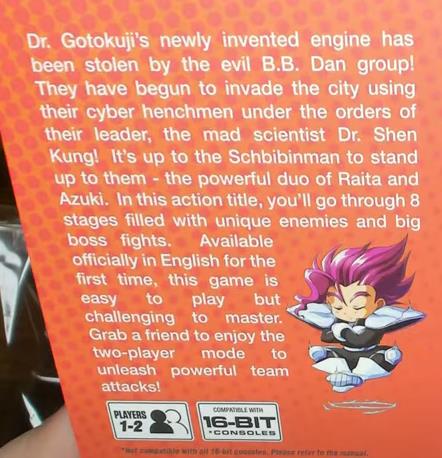 Dr. Gotokuji's newly invented engine has
been stolen by the evil B.B. Dan group!
They have begun to invade the city using
their cyber henchmen under the orders of
their leader, the mad scientist Dr. Shen
Kung! It's up to the Schbibinman to stand
up to them - the powerful duo of Raita and
Azuki. In this action title, you'll go through 8
stages filled with unique enemies and big
boss fights. Available
officially in English for the
first time, this game is
easy to play but
challenging to master.
Grab a friend to enjoy the
two-player mode to
unleash powerful team
attacks!
PLAYERS
1-2
COMPATIBLE WITH
16-BIT
*CONSOLES
*Not compatible with all 16-bit consoles. Please refer to the manual.